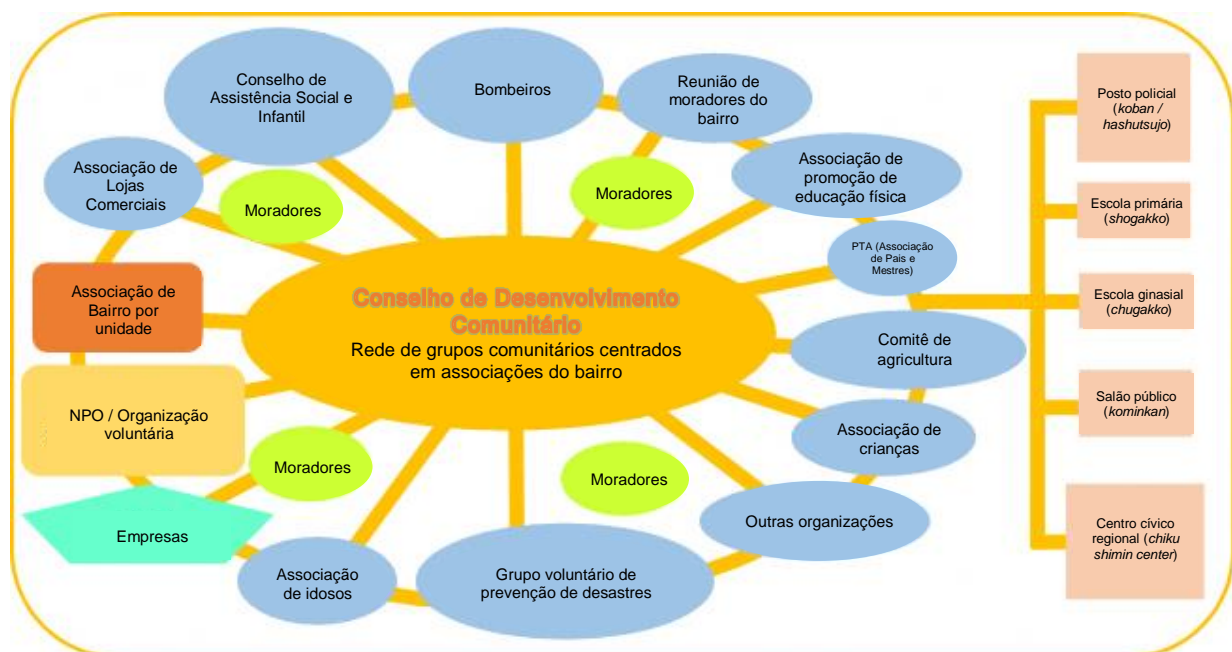 Conselho de
Assistência Social e
Infantil
Bombeiros
Reunião de
moradores do
bairro
Posto policial
(koban /
hashutsujo)
Associação de
Lojas
Comerciais
Moradores
Moradores
Associação de
promoção de
educação física
Escola primária
(shogakko)
PTA (Associação
de Pais e
Mestres)
Associação de
Bairro por
unidade
Conselho de Desenvolvimento
Comunitário
Rede de grupos comunitários centrados
em associações do bairro
Escola ginasial
(chugakko)
Comitê de
agricultura
NPO / Organização
voluntária
Salão público
(kominkan)
Associação de
crianças
Moradores
Moradores
Empresas
Outras organizações
Centro cívico
regional (chiku
shimin center)
Associação
de idosos
Grupo voluntário de
prevenção de desastres